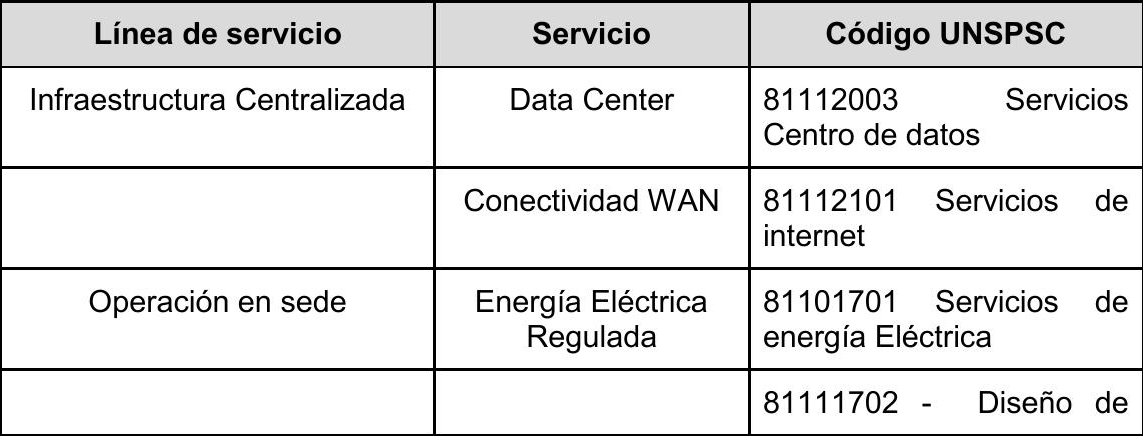 Línea de servicio Servicio Código UNSPSC
Infraestructura Centralizada Data Center 81112003 Servicios
Centro de datos
Conectividad WAN 81112101 Servicios de
internet
Operación en sede Energía Eléctrica 81101701 Servicios de
Regulada energía Eléctrica
81111702 - Diseño de